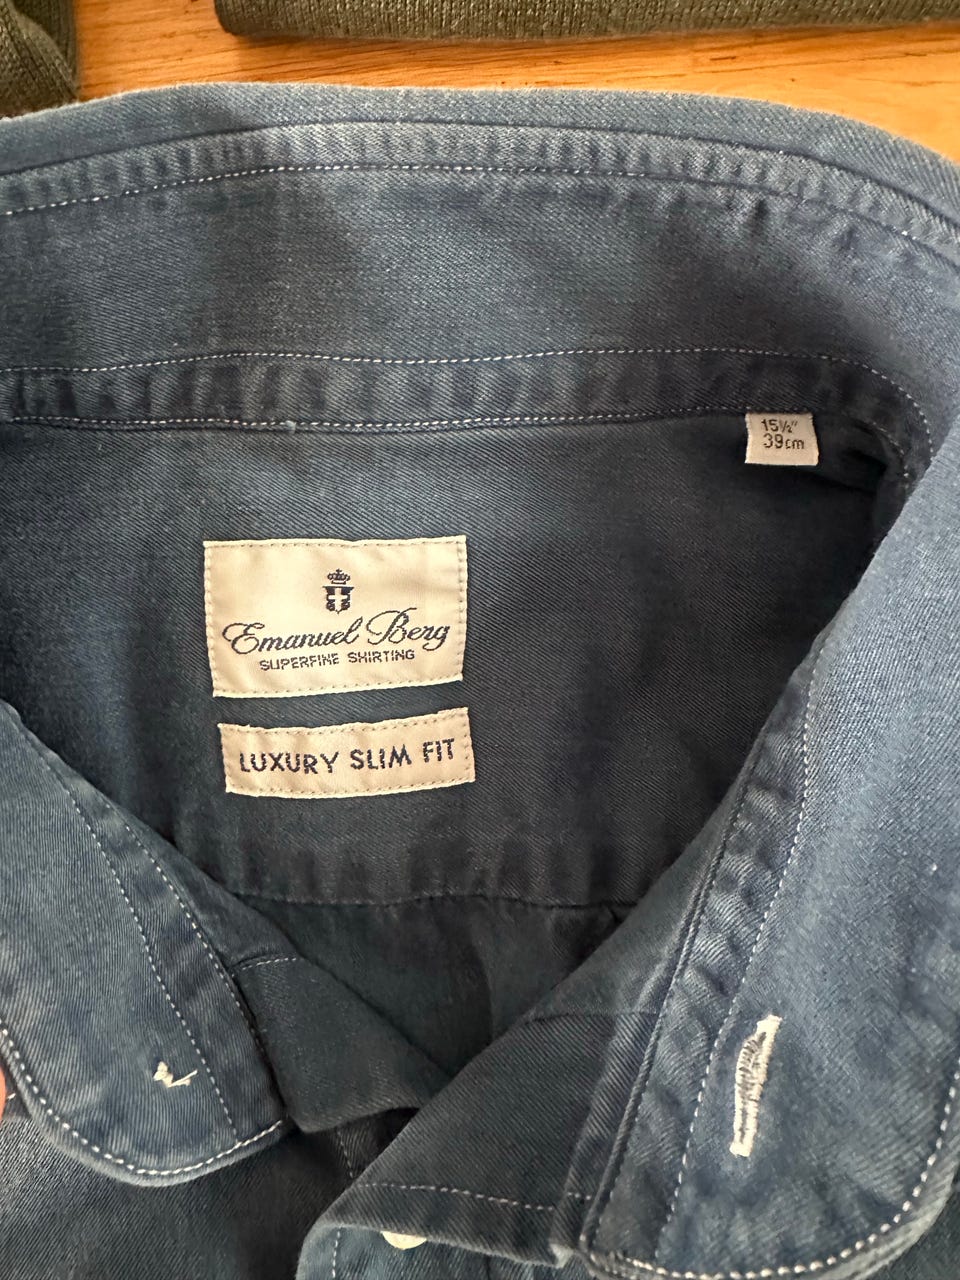 15½"
39cm
Emanuel Berg
SUPERFINE SHIRTING
LUXURY SLIM FIT